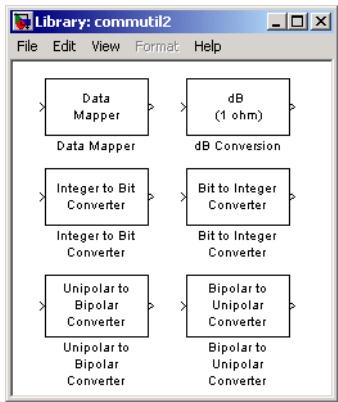 Library: commutil2
File Edit View Format Help
Data
Mapper
Data Mapper
dB
(1 ohm)
dB Conversion
Integer to Bit
Converter
Integer to Bit
Converter
Bit to Integer
Converter
Bit to Integer
Converter
Unipolar to
Bipolar
Converter
Unipolar to
Bipolar
Converter
Bipolar to
Unipolar
Converter
Bipolar to
Unipolar
Converter